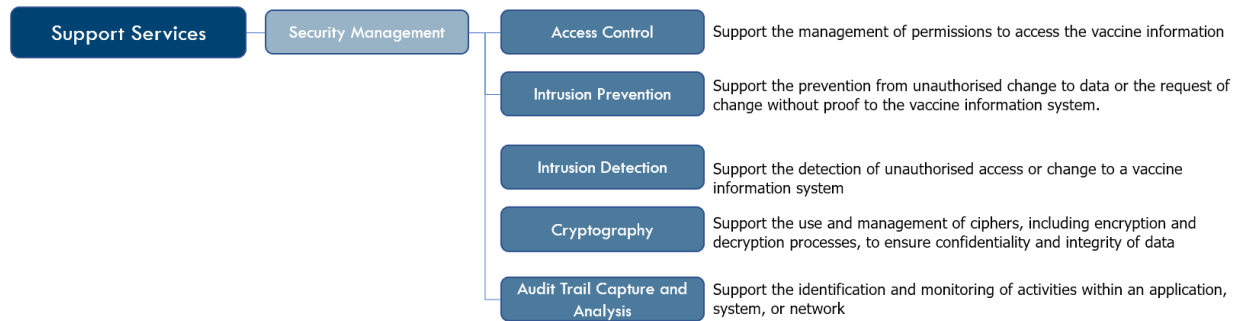 Support Services
Security Management
Access Control
Support the management of permissions to access the vaccine information
Intrusion Prevention
Support the prevention from unauthorised change to data or the request of
change without proof to the vaccine information system.
Intrusion Detection
Support the detection of unauthorised access or change to a vaccine
information system
Cryptography
Support the use and management of ciphers, including encryption and
decryption processes, to ensure confidentiality and integrity of data
Audit Trail Capture and
Analysis
Support the identification and monitoring of activities within an application,
system, or network